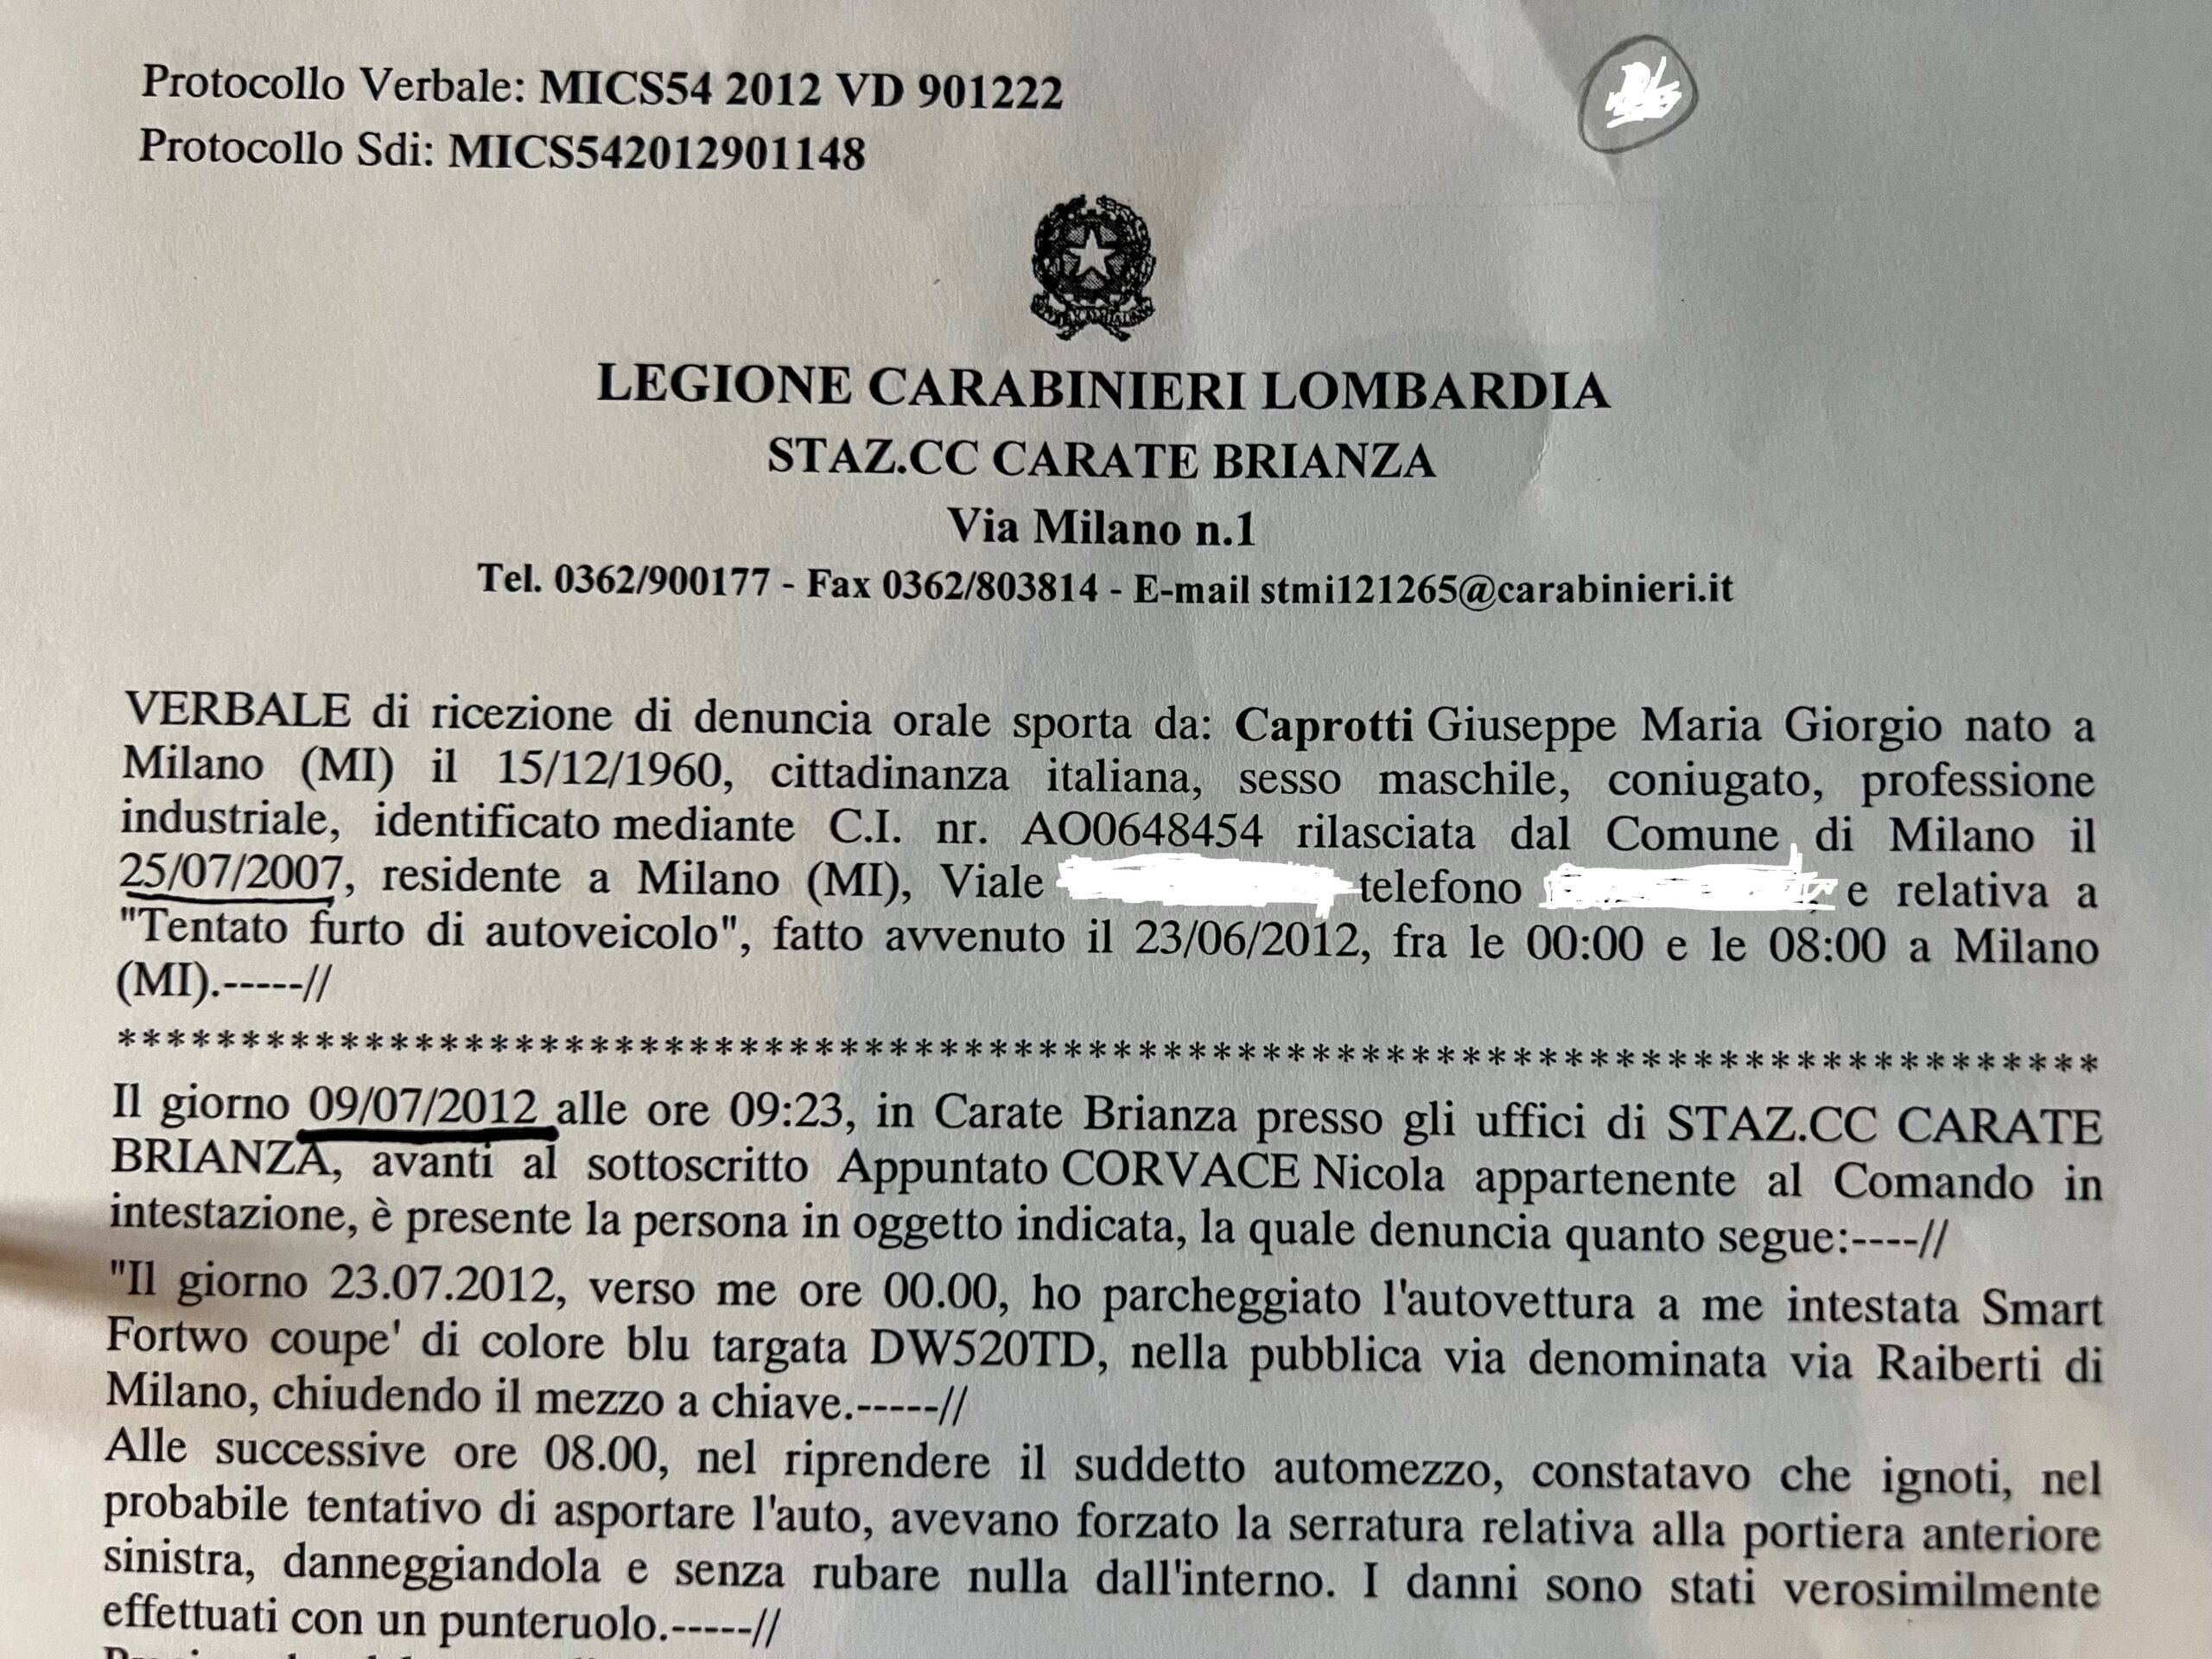 Protocollo Verbale: MICS54 2012 VD 901222
Protocollo Sdi: MICS542012901148
LEGIONE CARABINIERI LOMBARDIA
STAZ.CC CARATE BRIANZA
Via Milano n.1
Tel. 0362/900177 - Fax 0362/803814 - E-mail stmi121265@carabinieri.it
VERBALE di ricezione di denuncia orale sporta da: Caprotti Giuseppe Maria Giorgio nato a
Milano (MI) il 15/12/1960, cittadinanza italiana, sesso maschile, coniugato, professione
industriale, identificato mediante C.I. nr. AO0648454 rilasciata dal Comune di Milano il
25/07/2007, residente a Milano (MI), Viale telefono e relativa a
"Tentato furto di autoveicolo", fatto avvenuto il 23/06/2012, fra le 00:00 e le 08:00 a Milano
(MI).-----//
********************************************************************************
Il giorno 09/07/2012 alle ore 09:23, in Carate Brianza presso gli uffici di STAZ.CC CARATE
BRIANZA, avanti al sottoscritto Appuntato CORVACE Nicola appartenente al Comando in
intestazione, è presente la persona in oggetto indicata, la quale denuncia quanto segue:----//
"Il giorno 23.07.2012, verso me ore 00.00, ho parcheggiato l'autovettura a me intestata Smart
Fortwo coupe' di colore blu targata DW520TD, nella pubblica via denominata via Raiberti di
Milano, chiudendo il mezzo a chiave.-----//
Alle successive ore 08.00, nel riprendere il suddetto automezzo, constatavo che ignoti, nel
probabile tentativo di asportare l'auto, avevano forzato la serratura relativa alla portiera anteriore
sinistra, danneggiandola e senza rubare nulla dall'interno. I danni sono stati verosimilmente
effettuati con un punteruolo.-----//